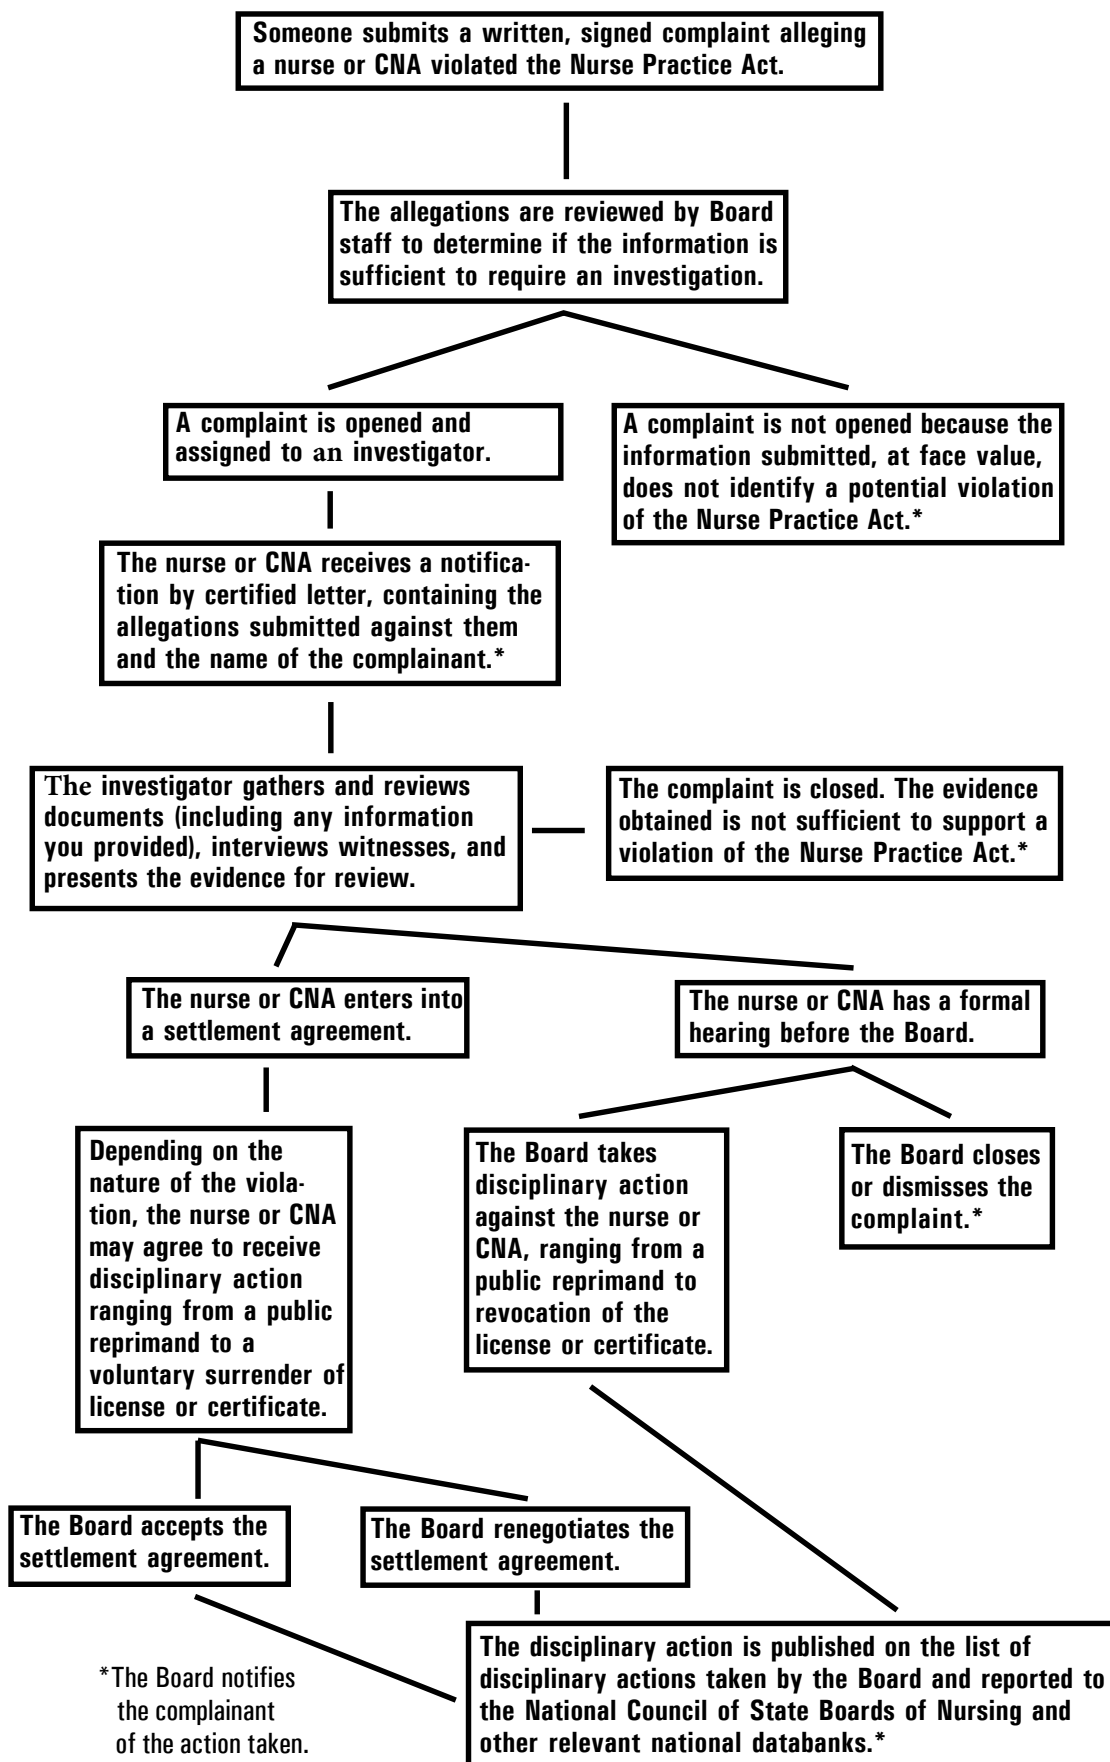 Someone submits a written, signed complaint alleging
a nurse or CNA violated the Nurse Practice Act.
The allegations are reviewed by Board
staff to determine if the information is
sufficient to require an investigation.
A complaint is opened and
assigned to an investigator.
A complaint is not opened because the
information submitted, at face value,
does not identify a potential violation
of the Nurse Practice Act.*
The nurse or CNA receives a notifica-
tion by certified letter, containing the
allegations submitted against them
and the name of the complainant.*
The investigator gathers and reviews
documents (including any information
you provided), interviews witnesses, and
presents the evidence for review.
The complaint is closed. The evidence
obtained is not sufficient to support a
violation of the Nurse Practice Act.*
The nurse or CNA enters into
a settlement agreement.
The nurse or CNA has a formal
hearing before the Board.
Depending on the
nature of the viola-
tion, the nurse or CNA
may agree to receive
disciplinary action
ranging from a public
reprimand to a
voluntary surrender of
license or certificate.
The Board takes
disciplinary action
against the nurse or
CNA, ranging from a
public reprimand to
revocation of the
license or certificate.
The Board closes
or dismisses the
complaint.*
The Board accepts the
settlement agreement.
The Board renegotiates the
settlement agreement.
The disciplinary action is published on the list of
disciplinary actions taken by the Board and reported to
the National Council of State Boards of Nursing and
other relevant national databanks.*
*The Board notifies
the complainant
of the action taken.